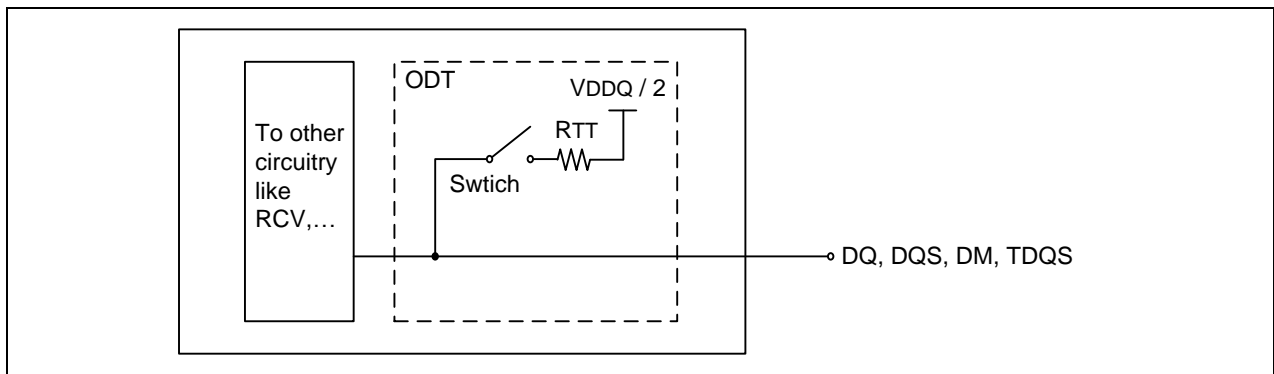 ODT
VDDQ / 2
RTT
Swtich
To other
circuitry
like
RCV,…
DQ, DQS, DM, TDQS